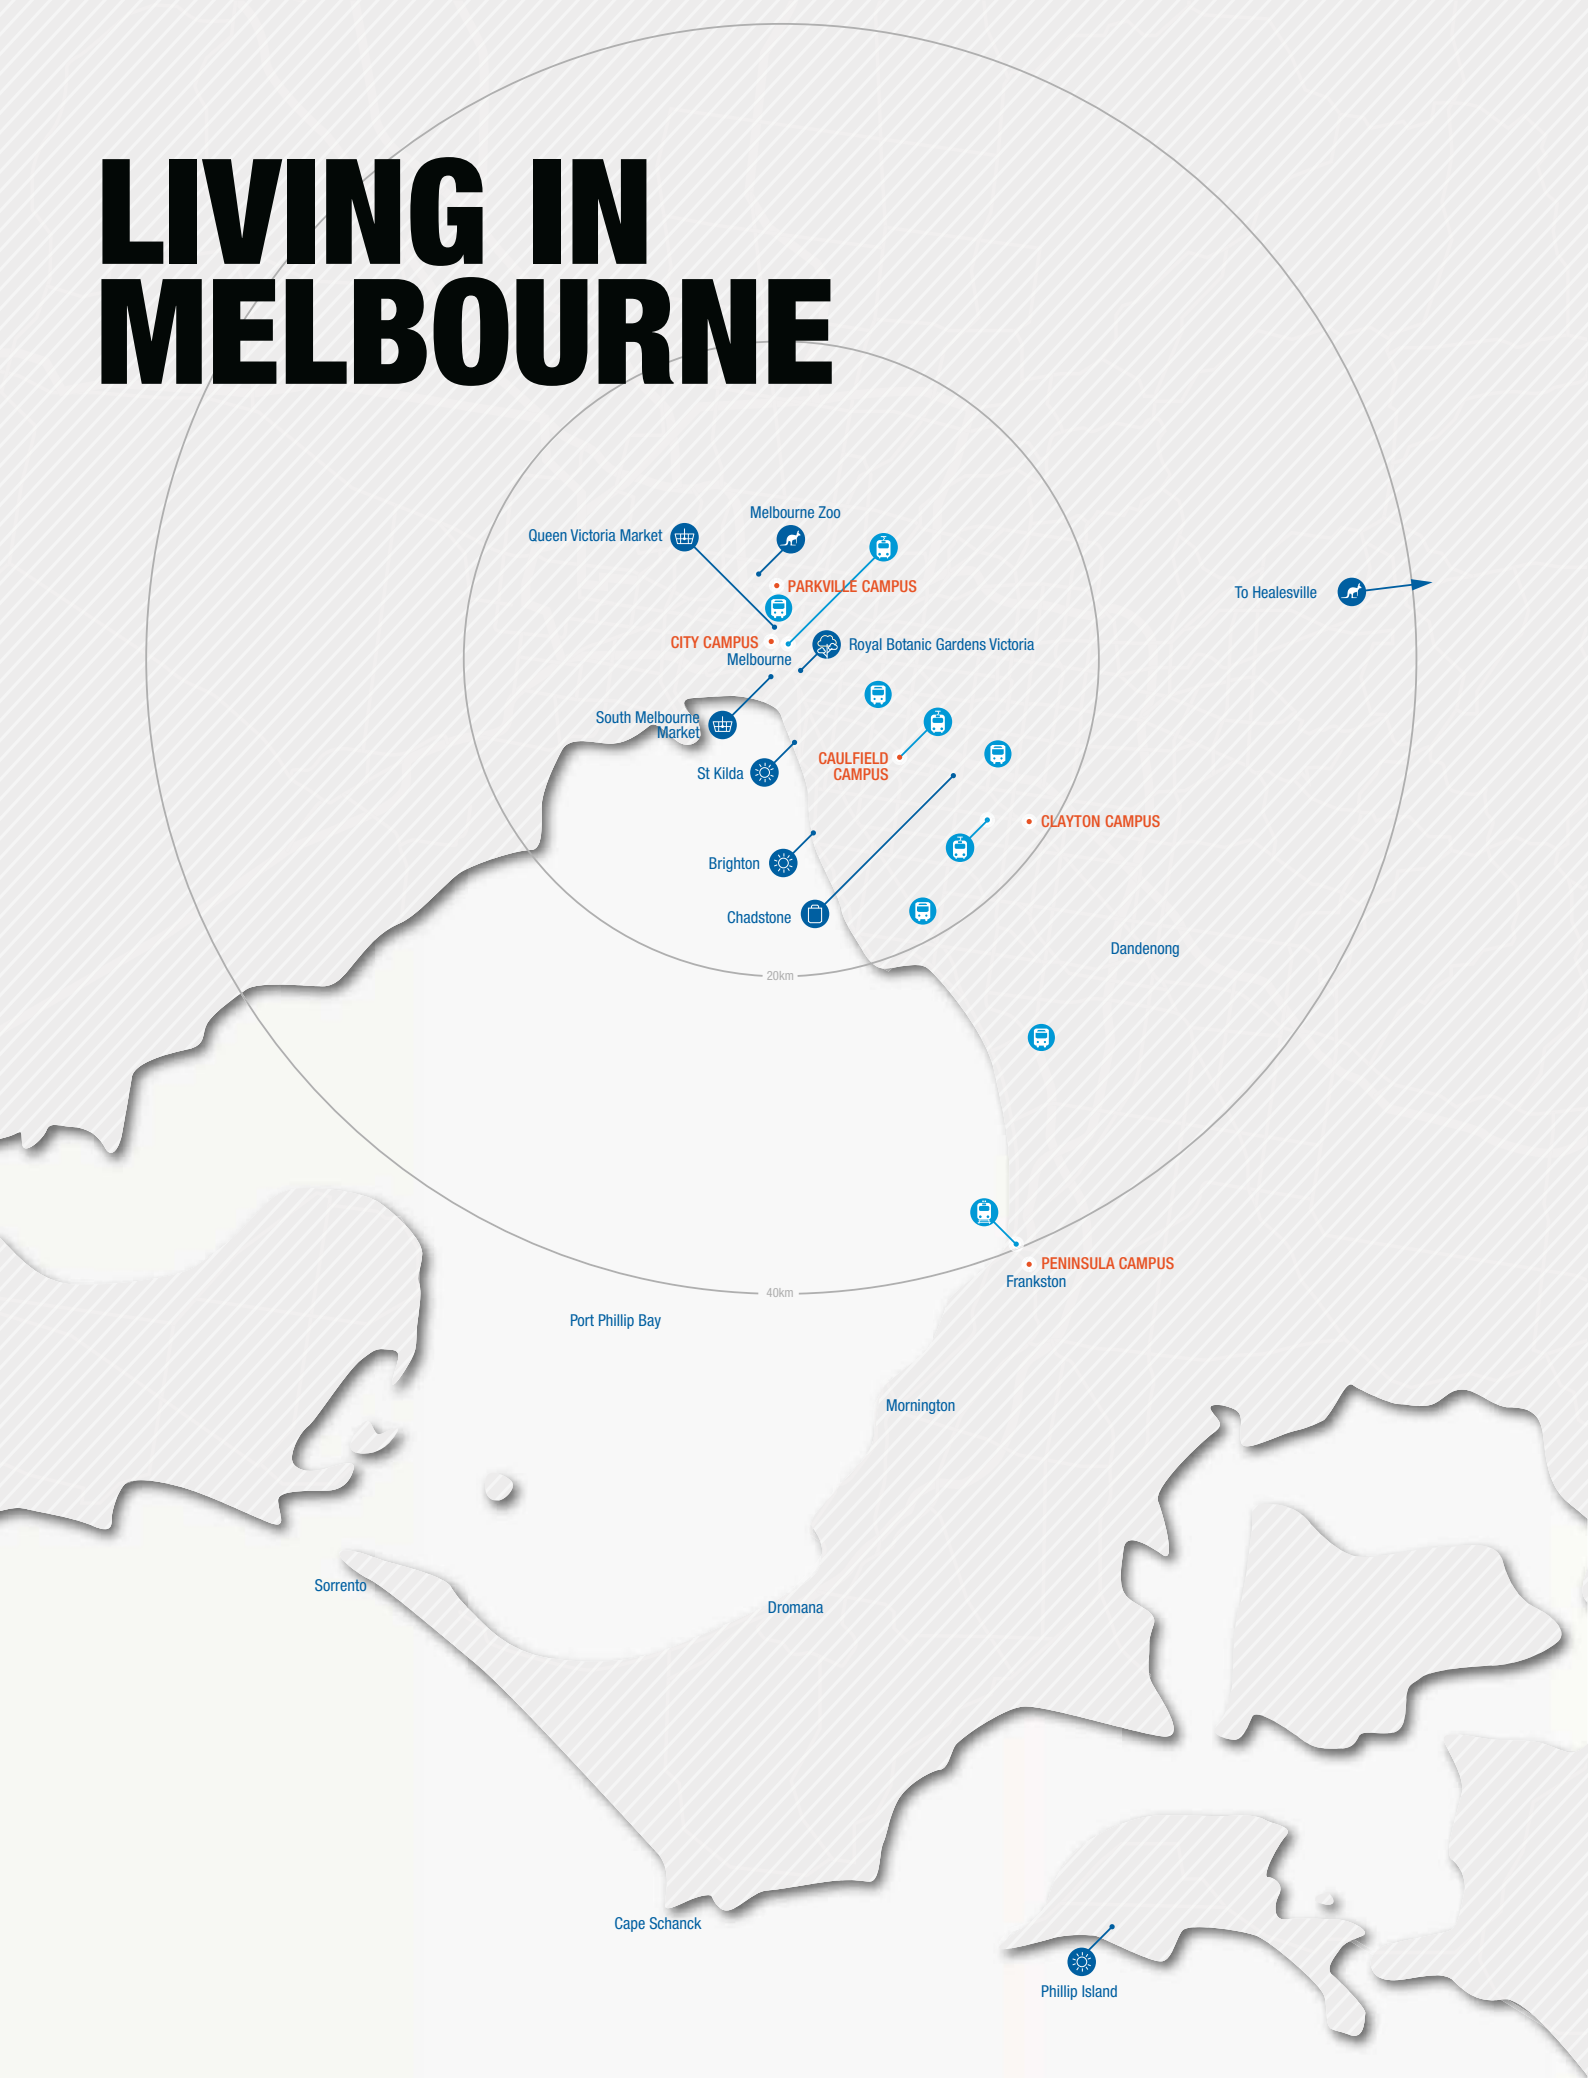 LIVING IN
MELBOURNE
Melbourne Zoo
Queen Victoria Market
PARKVILLE CAMPUS
To Healesville
CITY CAMPUS
Royal Botanic Gardens Victoria
Melbourne
South Melbourne
Market
CAULFIELD
CAMPUS
St Kilda
CLAYTON CAMPUS
Brighton
Chadstone
Dandenong
20km
PENINSULA CAMPUS
Frankston
40km
Port Phillip Bay
Mornington
Sorrento
Dromana
Cape Schanck
Phillip Island